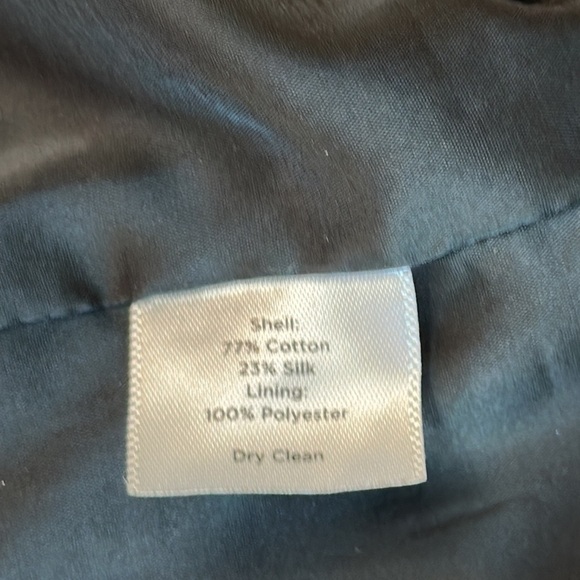 Shell:
77% Cotton
23% Silk
Lining:
100% Polyester
Dry Clean